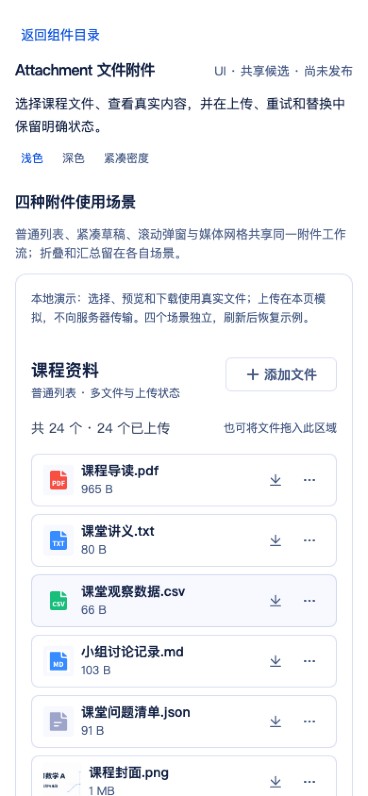 返回组件目录
Attachment 文件附件
UI · 共享候选 · 尚未发布
选择课程文件、查看真实内容，并在上传、重试和替换中
保留明确状态。
浅色 深色 紧凑密度
四种附件使用场景
普通列表、紧凑草稿、滚动弹窗与媒体网格共享同一附件工作
流；折叠和汇总留在各自场景。
本地演示：选择、预览和下载使用真实文件；上传在本页模
拟，不向服务器传输。四个场景独立，刷新后恢复示例。
课程资料
普通列表 · 多文件与上传状态
＋ 添加文件
共 24 个 · 24 个已上传
也可将文件拖入此区域
PDF
课程导读.pdf
965 B
TXT
课堂讲义.txt
80 B
CSV
课堂观察数据.csv
66 B
MD
小组讨论记录.md
103 B
课堂问题清单.json
91 B
数学 A
课程封面.png
1 MB